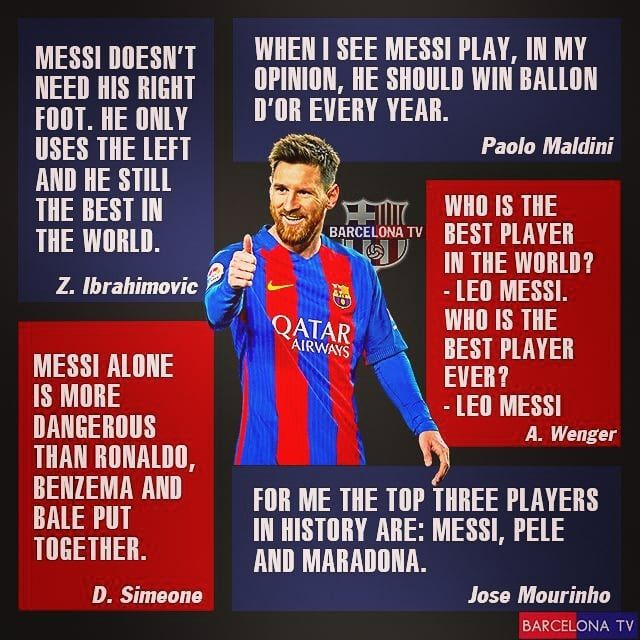 MESSI DOESN'T
NEED HIS RIGHT
FOOT. HE ONLY
USES THE LEFT
AND HE STILL
THE BEST IN
THE WORLD.
Z. Ibrahimovic
WHEN I SEE MESSI PLAY, IN MY
OPINION, HE SHOULD WIN BALLON
D'OR EVERY YEAR.
Paolo Maldini
BARCELONA TV
WHO IS THE
BEST PLAYER
IN THE WORLD?
- LEO MESSI.
WHO IS THE
BEST PLAYER
EVER?
- LEO MESSI
A. Wenger
QATAR
AIRWAYS
MESSI ALONE
IS MORE
DANGEROUS
THAN RONALDO,
BENZEMA AND
BALE PUT
TOGETHER.
D. Simeone
FOR ME THE TOP THREE PLAYERS
IN HISTORY ARE: MESSI, PELE
AND MARADONA.
Jose Mourinho
BARCELONA TV